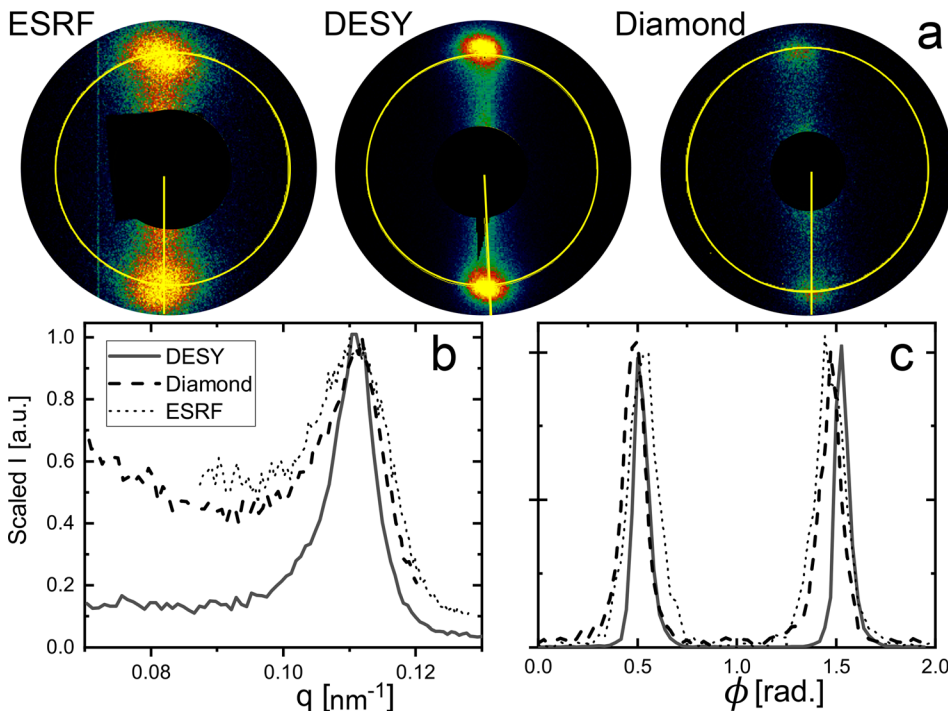 ESRF DESY Diamond a
b
c
DESY
Diamond
ESRF
Scaled I [a.u.]
1.0
0.8
0.6
0.4
0.2
0.0
0.08 0.10 0.12
q [nm⁻¹]
0.0 0.5 1.0 1.5 2.0
ϕ [rad.]